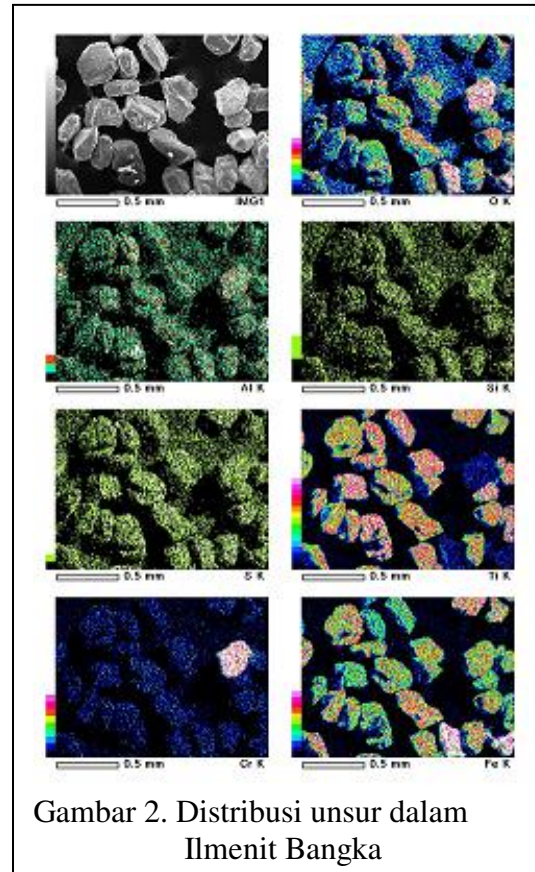 0.5 mm IMG1
0.5 mm O K
0.5 mm Al K
0.5 mm Si K
0.5 mm S K
0.5 mm Ti K
0.5 mm Cr K
0.5 mm Fe K
Gambar 2. Distribusi unsur dalam
Ilmenit Bangka